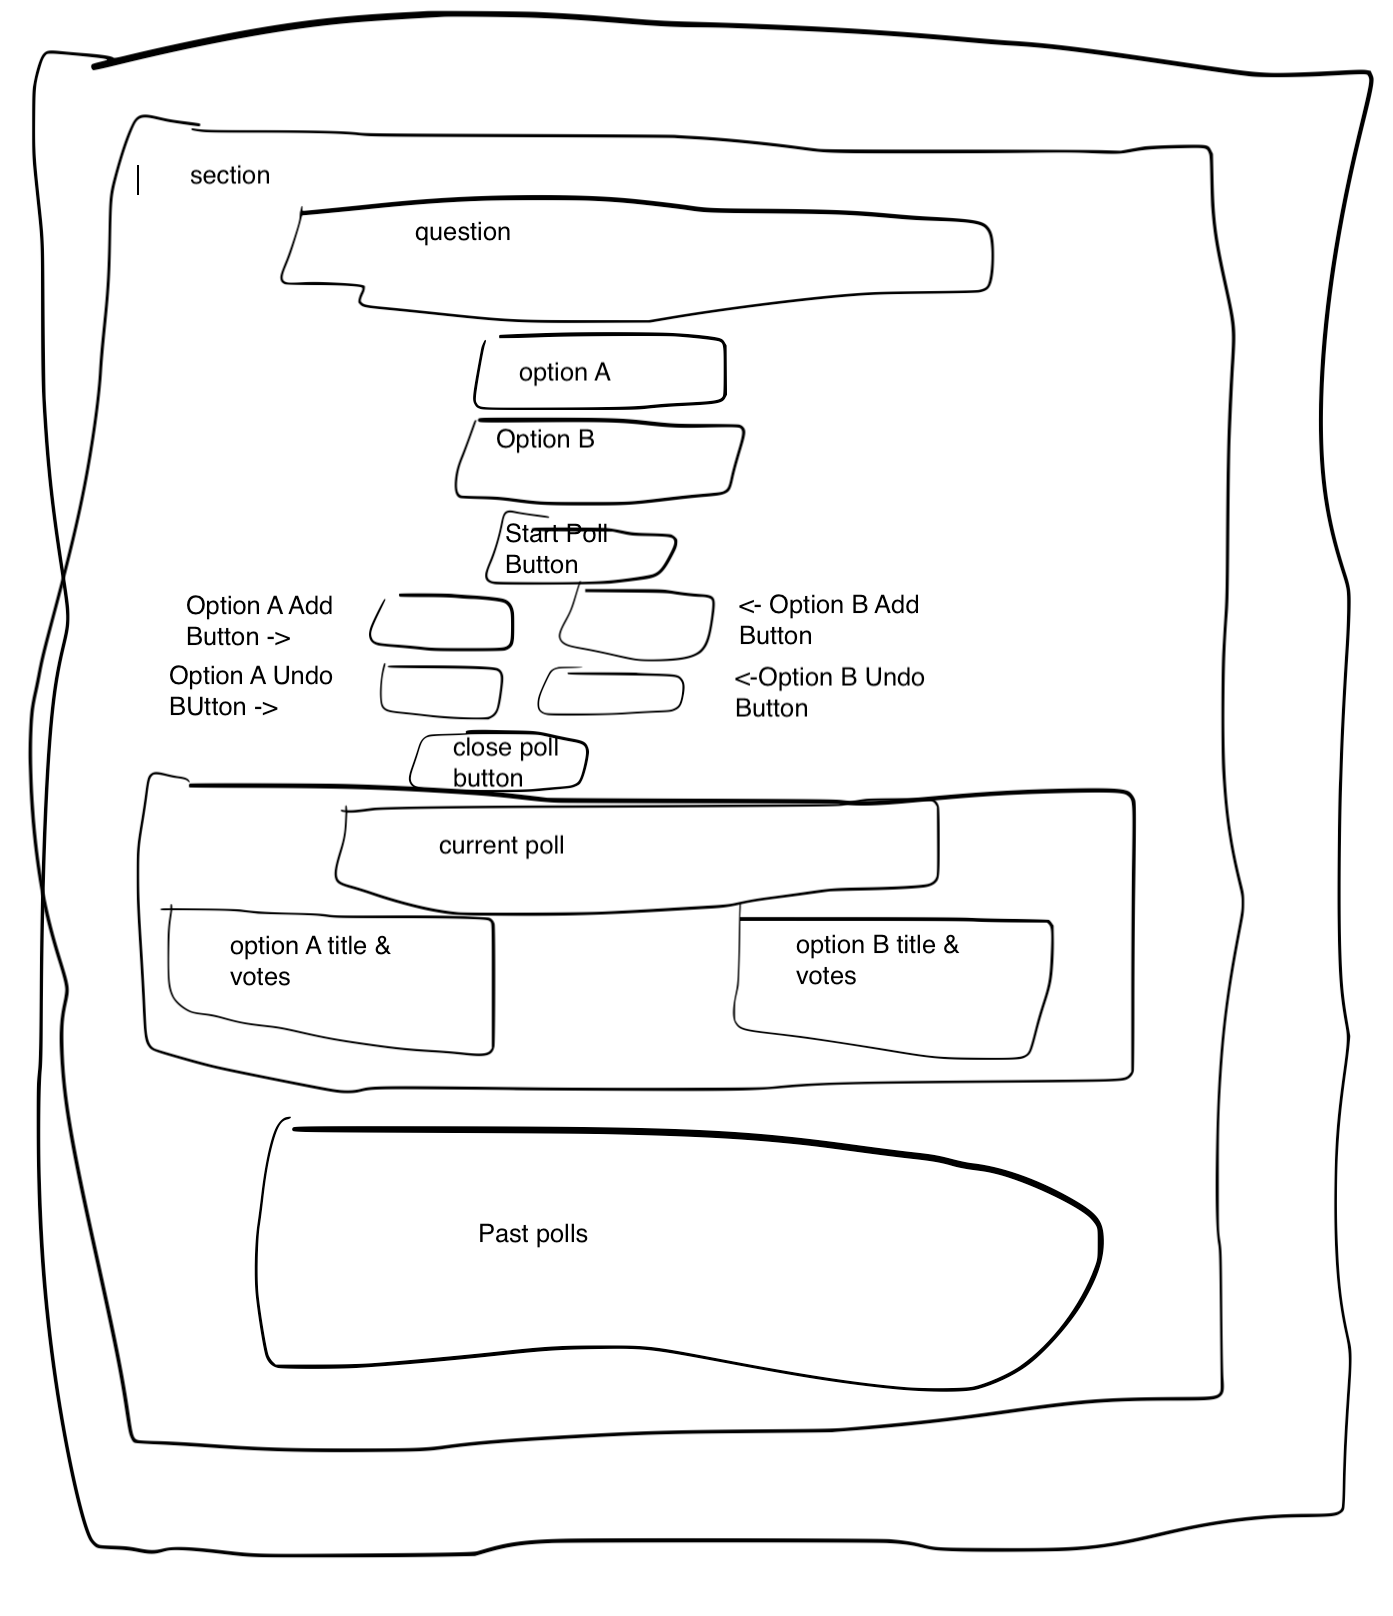 section
question
option A
Option B
Start Poll
Button
Option A Add
Button ->
<- Option B Add
Button
Option A Undo
BUtton ->
<-Option B Undo
Button
close poll
button
current poll
option A title &
votes
option B title &
votes
Past polls